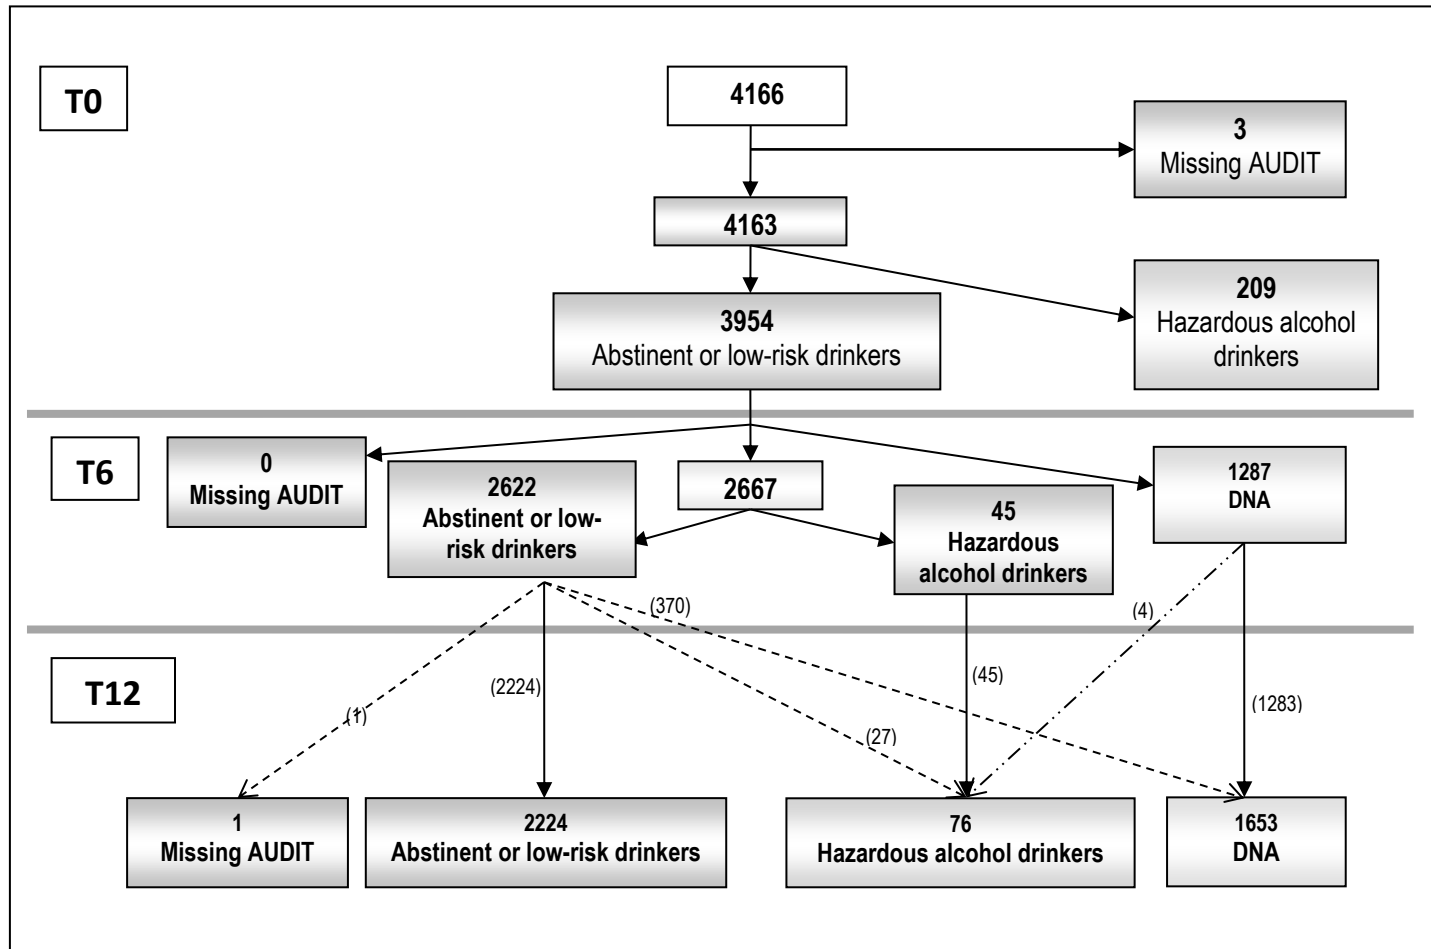 T0
4166
3
Missing AUDIT
4163
209
Hazardous alcohol
drinkers
3954
Abstinent or low-risk drinkers
T6
0
Missing AUDIT
2622
Abstinent or low-
risk drinkers
2667
45
Hazardous
alcohol drinkers
1287
DNA
(370)
(4)
T12
(1)
(2224)
(27)
(45)
(1283)
1
Missing AUDIT
2224
Abstinent or low-risk drinkers
76
Hazardous alcohol drinkers
1653
DNA